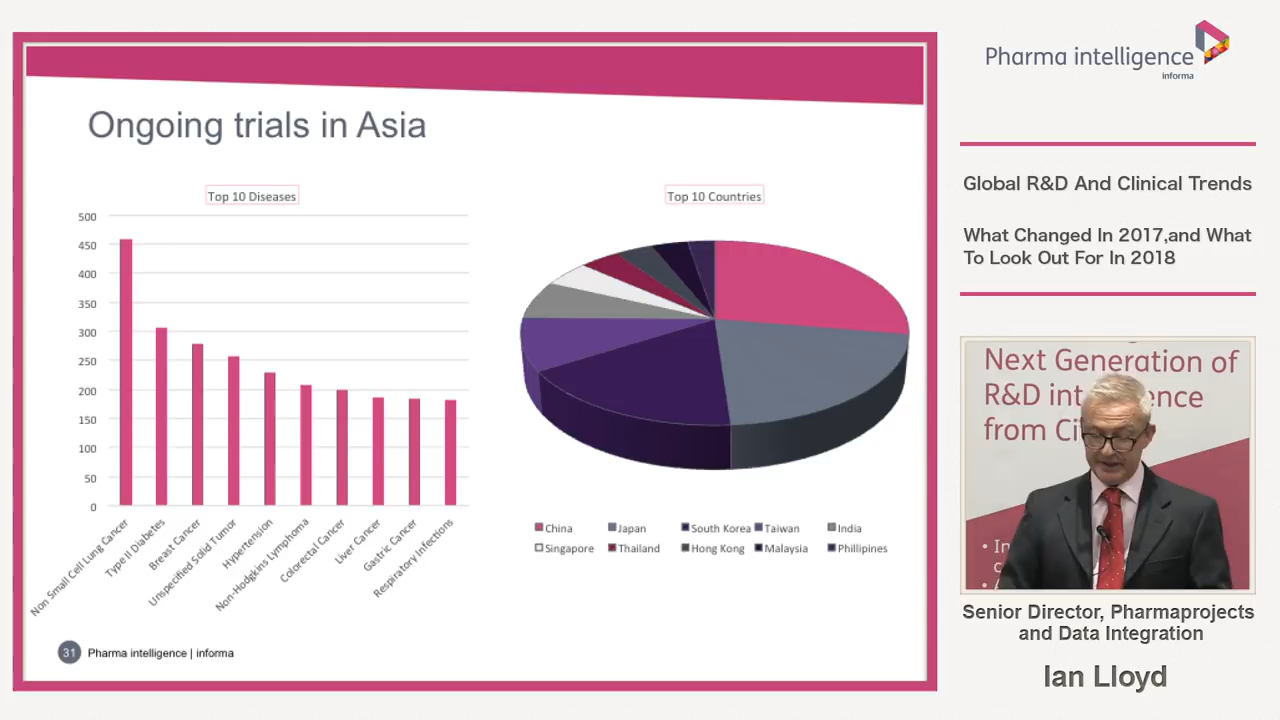 Ongoing trials in Asia
Top 10 Diseases
500
450
400
350
300
250
200
150
100
50
0
Non Small Cell Lung Cancer
Type II Diabetes
Breast Cancer
Unspecified Solid Tumor
Hypertension
Non-Hodgkins Lymphoma
Colorectal Cancer
Liver Cancer
Gastric Cancer
Respiratory Infections
Top 10 Countries
China
Japan
South Korea
Taiwan
India
Singapore
Thailand
Hong Kong
Malaysia
Phillipines
31
Pharma intelligence | informa
Pharma intelligence
informa
Global R&D And Clinical Trends
What Changed In 2017,and What
To Look Out For In 2018
Next Generation of
R&D
from
Senior Director, Pharmaprojects
and Data Integration
Ian Lloyd